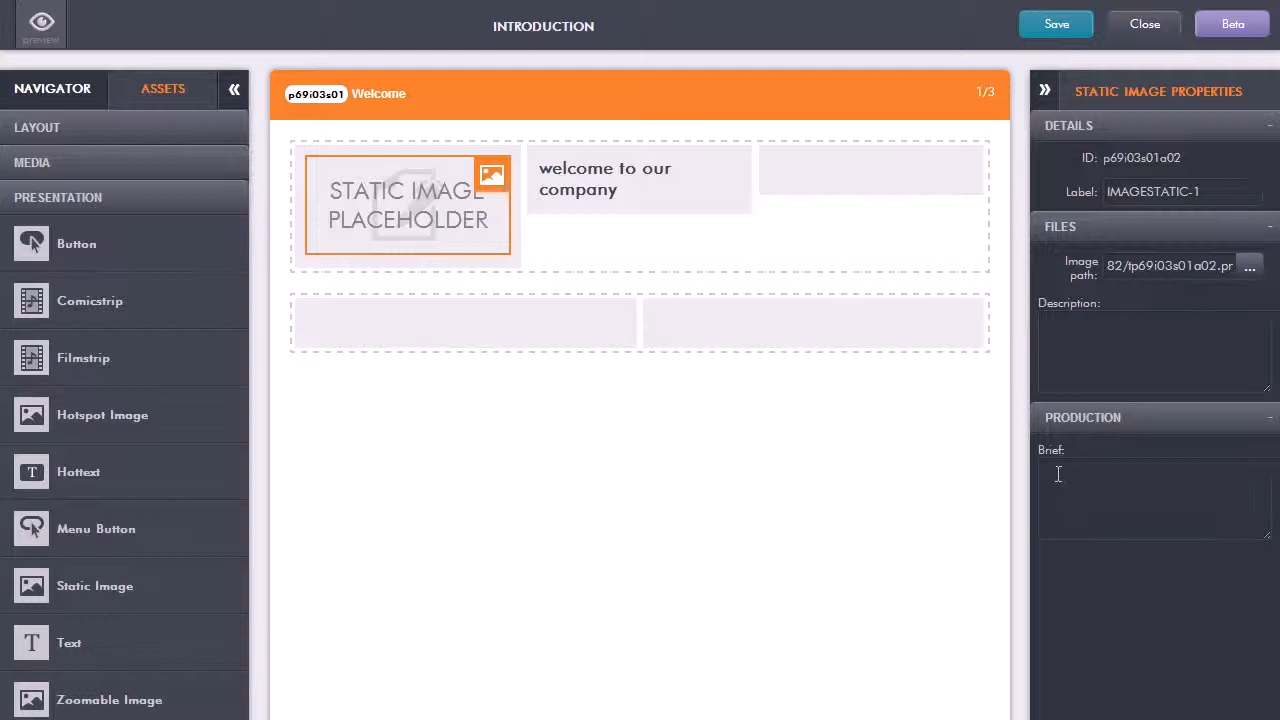 preview
INTRODUCTION
Save
Close
Beta
NAVIGATOR
ASSETS
«
LAYOUT
MEDIA
PRESENTATION
Button
Comicstrip
Filmstrip
Hotspot Image
Hottext
Menu Button
Static Image
Text
Zoomable Image
p69i03s01 Welcome
1/3
STATIC IMAGE
PLACEHOLDER
welcome to our
company
» STATIC IMAGE PROPERTIES
DETAILS -
ID: p69i03s01a02
Label: IMAGESTATIC-1
FILES -
Image
path: 82/tp69i03s01a02.pr ...
Description:
PRODUCTION -
Brief: